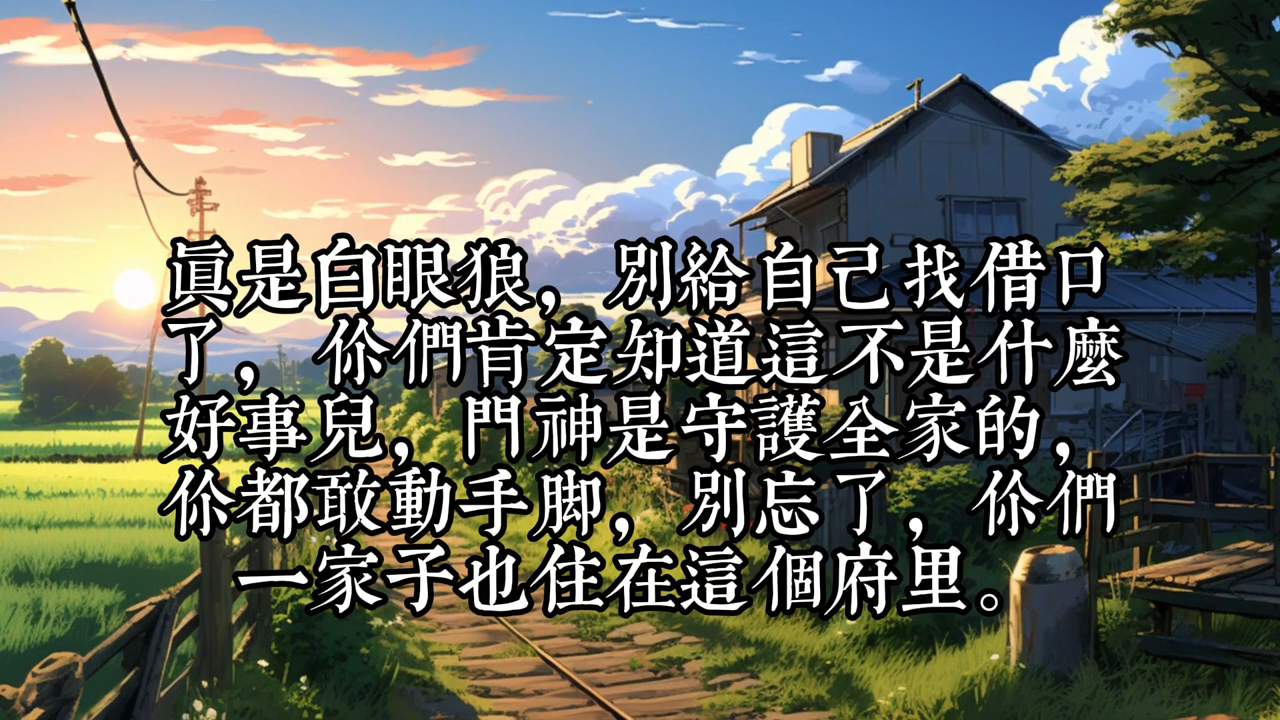 真是白眼狼，別給自己找借口
了，你們肯定知道這不是什麼
好事兒，門神是守護全家的，
你都敢動手脚，別忘了，你們
一家子也住在這個府里。